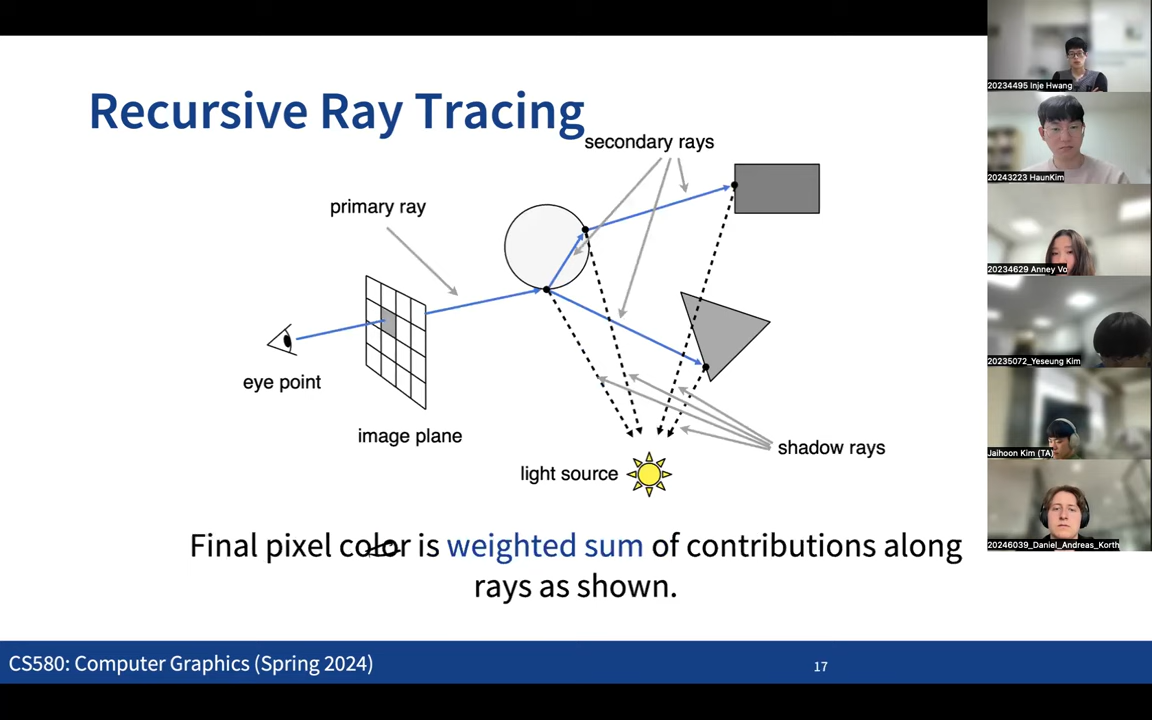 Recursive Ray Tracing
secondary rays
primary ray
eye point
image plane
light source
shadow rays
Final pixel color is weighted sum of contributions along
rays as shown.
CS580: Computer Graphics (Spring 2024)
17
20234495 Inje Hwang
20243223 HaunKim
20234629 Anney Vo
20235072_Yeseung Kim
Jaihoon Kim (TA)
20246039_Daniel_Andreas_Korth